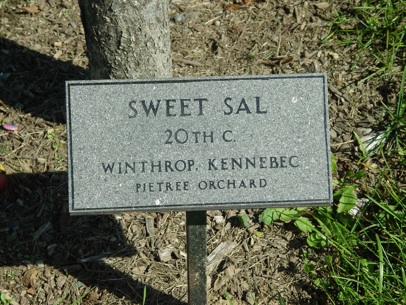 SWEET SAL
20TH C.
WINTHROP, KENNEBEC
PIETREE ORCHARD